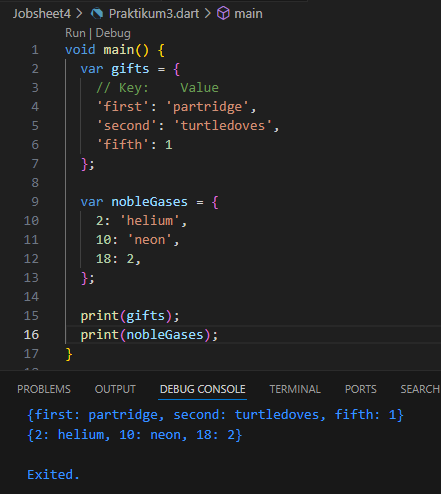 Jobsheet4 > Praktikum3.dart > main
Run | Debug
1 void main() {
2   var gifts = {
3     // Key:    Value
4     'first': 'partridge',
5     'second': 'turtledoves',
6     'fifth': 1
7   };
8
9   var nobleGases = {
10     2: 'helium',
11     10: 'neon',
12     18: 2,
13   };
14
15   print(gifts);
16   print(nobleGases);
17 }
PROBLEMS OUTPUT DEBUG CONSOLE TERMINAL PORTS SEARCH
{first: partridge, second: turtledoves, fifth: 1}
{2: helium, 10: neon, 18: 2}
Exited.